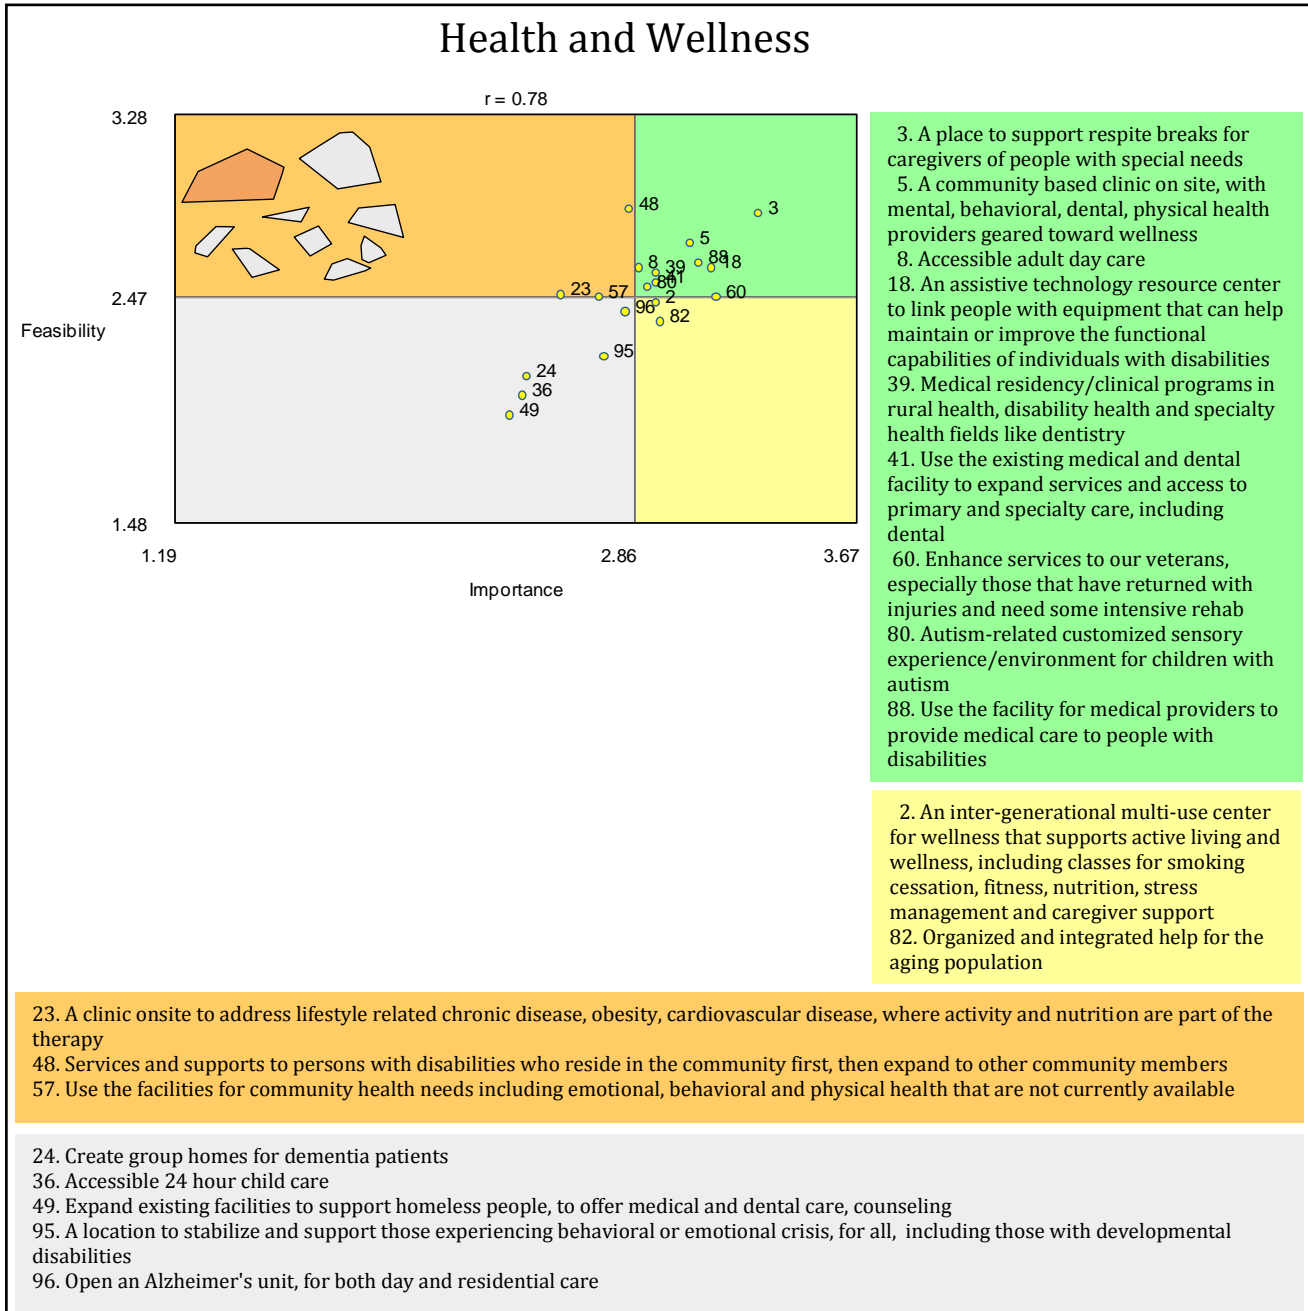 Health and Wellness
r = 0.78
3.28
2.47
1.48
Feasibility
1.19
2.86
3.67
Importance
48
3
5
8
39
88
18
41
80
23
57
2
60
96
82
95
24
36
49
3. A place to support respite breaks for
caregivers of people with special needs
5. A community based clinic on site, with
mental, behavioral, dental, physical health
providers geared toward wellness
8. Accessible adult day care
18. An assistive technology resource center
to link people with equipment that can help
maintain or improve the functional
capabilities of individuals with disabilities
39. Medical residency/clinical programs in
rural health, disability health and specialty
health fields like dentistry
41. Use the existing medical and dental
facility to expand services and access to
primary and specialty care, including
dental
60. Enhance services to our veterans,
especially those that have returned with
injuries and need some intensive rehab
80. Autism-related customized sensory
experience/environment for children with
autism
88. Use the facility for medical providers to
provide medical care to people with
disabilities
2. An inter-generational multi-use center
for wellness that supports active living and
wellness, including classes for smoking
cessation, fitness, nutrition, stress
management and caregiver support
82. Organized and integrated help for the
aging population
23. A clinic onsite to address lifestyle related chronic disease, obesity, cardiovascular disease, where activity and nutrition are part of the
therapy
48. Services and supports to persons with disabilities who reside in the community first, then expand to other community members
57. Use the facilities for community health needs including emotional, behavioral and physical health that are not currently available
24. Create group homes for dementia patients
36. Accessible 24 hour child care
49. Expand existing facilities to support homeless people, to offer medical and dental care, counseling
95. A location to stabilize and support those experiencing behavioral or emotional crisis, for all, including those with developmental
disabilities
96. Open an Alzheimer's unit, for both day and residential care